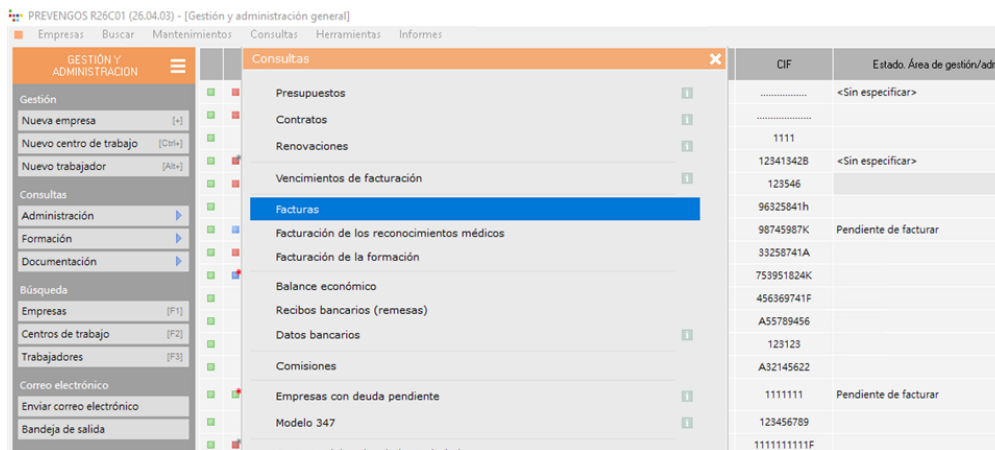 PREVENGOS R26C01 (26.04.03) - [Gestión y administración general]
Empresas Buscar Mantenimientos Consultas Herramientas Informes
GESTIÓN Y
ADMINISTRACION
Gestión
Nueva empresa [+]
Nuevo centro de trabajo [Ctrl+]
Nuevo trabajador [Alt+]
Consultas
Administración
Formación
Documentación
Búsqueda
Empresas [F1]
Centros de trabajo [F2]
Trabajadores [F3]
Correo electrónico
Enviar correo electrónico
Bandeja de salida
Consultas
Presupuestos
Contratos
Renovaciones
Vencimientos de facturación
Facturas
Facturación de los reconocimientos médicos
Facturación de la formación
Balance económico
Recibos bancarios (remesas)
Datos bancarios
Comisiones
Empresas con deuda pendiente
Modelo 347
CIF Estado. Área de gestión/adm
................. <Sin especificar>
....................
1111
12341342B <Sin especificar>
123546
96325841h
98745987K Pendiente de facturar
33258741A
753951824K
456369741F
A55789456
123123
A32145622
1111111 Pendiente de facturar
123456789
1111111111F